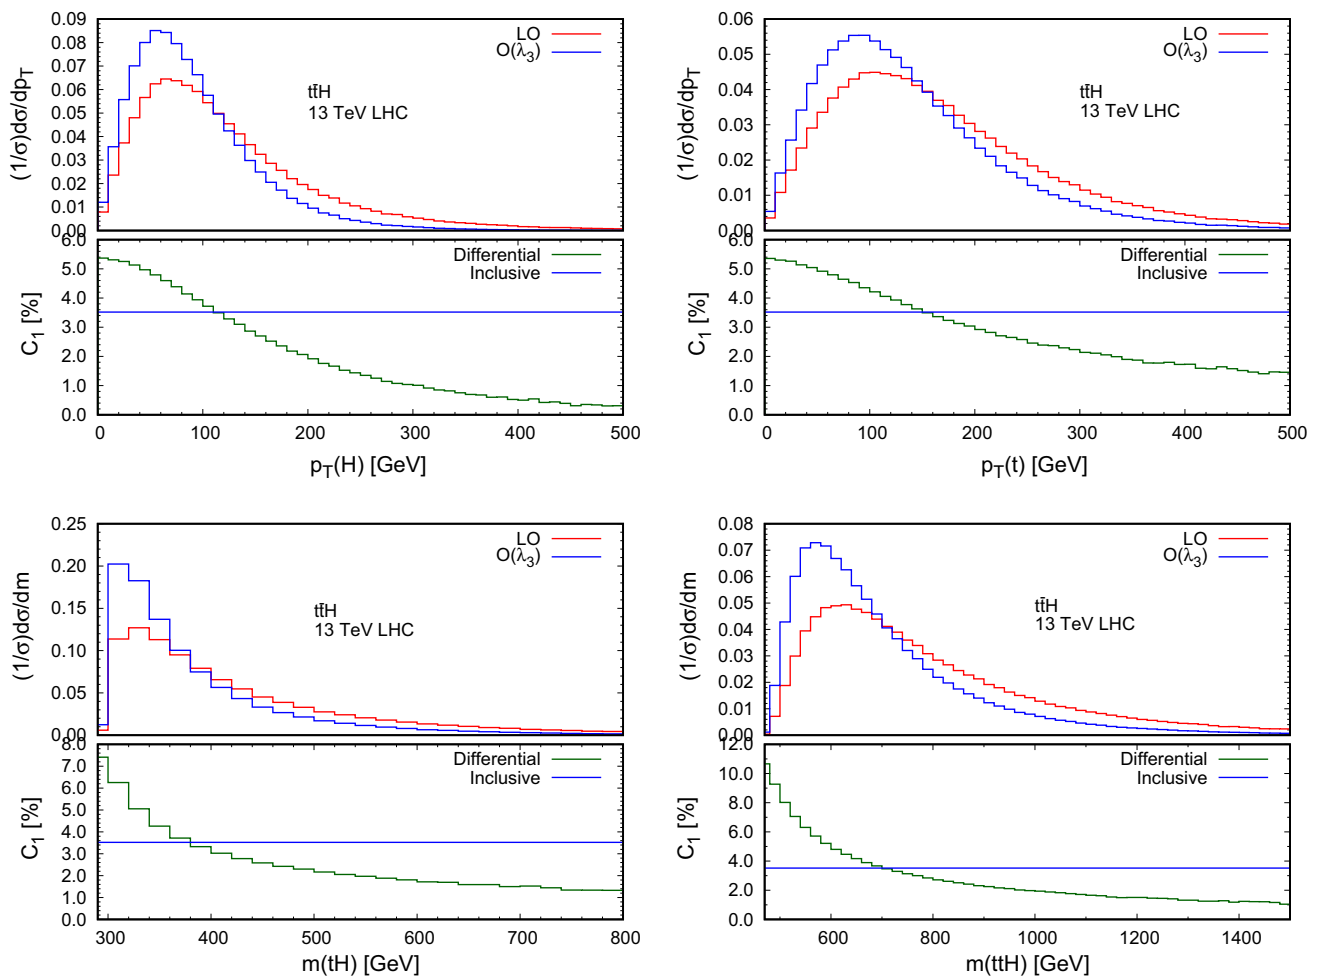 0.09
0.08
0.07
0.06
0.05
0.04
0.03
0.02
0.01
0.00
(1/σ)dσ/dp_T
LO
O(λ₃)
tt̄H
13 TeV LHC
6.0
5.0
4.0
3.0
2.0
1.0
0.0
C₁ [%]
Differential
Inclusive
0 100 200 300 400 500
p_T(H) [GeV]
0.06
0.05
0.04
0.03
0.02
0.01
0.00
(1/σ)dσ/dp_T
LO
O(λ₃)
tt̄H
13 TeV LHC
6.0
5.0
4.0
3.0
2.0
1.0
0.0
C₁ [%]
Differential
Inclusive
0 100 200 300 400 500
p_T(t) [GeV]
0.25
0.20
0.15
0.10
0.05
0.00
(1/σ)dσ/dm
LO
O(λ₃)
tt̄H
13 TeV LHC
8.0
7.0
6.0
5.0
4.0
3.0
2.0
1.0
0.0
C₁ [%]
Differential
Inclusive
300 400 500 600 700 800
m(tH) [GeV]
0.08
0.07
0.06
0.05
0.04
0.03
0.02
0.01
0.00
(1/σ)dσ/dm
LO
O(λ₃)
tt̄H
13 TeV LHC
12.0
10.0
8.0
6.0
4.0
2.0
0.0
C₁ [%]
Differential
Inclusive
600 800 1000 1200 1400
m(ttH) [GeV]